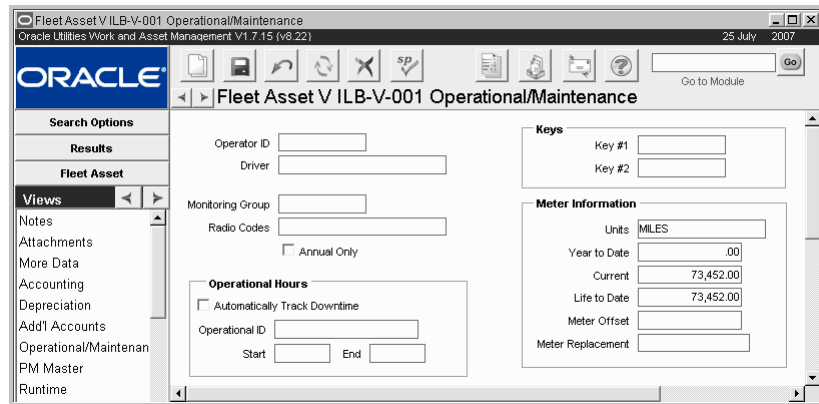 Fleet Asset V ILB-V-001 Operational/Maintenance
Oracle Utilities Work and Asset Management V1.7.15 {v8.22} 25 July 2007
ORACLE
sp
Go
Go to Module
Fleet Asset V ILB-V-001 Operational/Maintenance
Search Options
Results
Fleet Asset
Views
Notes
Attachments
More Data
Accounting
Depreciation
Add'l Accounts
Operational/Maintenan
PM Master
Runtime
Operator ID
Driver
Monitoring Group
Radio Codes
Annual Only
Operational Hours
Automatically Track Downtime
Operational ID
Start End
Keys
Key #1
Key #2
Meter Information
Units MILES
Year to Date .00
Current 73,452.00
Life to Date 73,452.00
Meter Offset
Meter Replacement